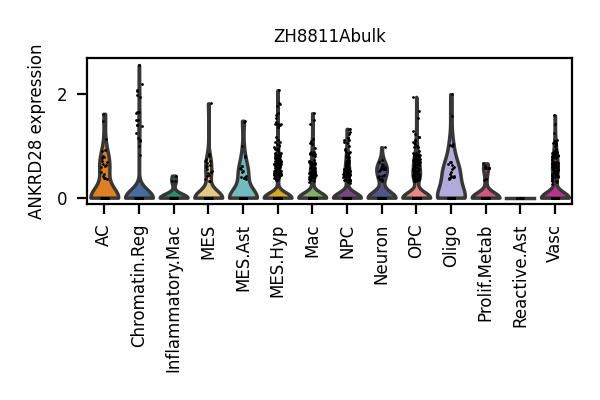 ZH8811Abulk
ANKRD28 expression
2
0
AC
Chromatin.Reg
Inflammatory.Mac
MES
MES.Ast
MES.Hyp
Mac
NPC
Neuron
OPC
Oligo
Prolif.Metab
Reactive.Ast
Vasc